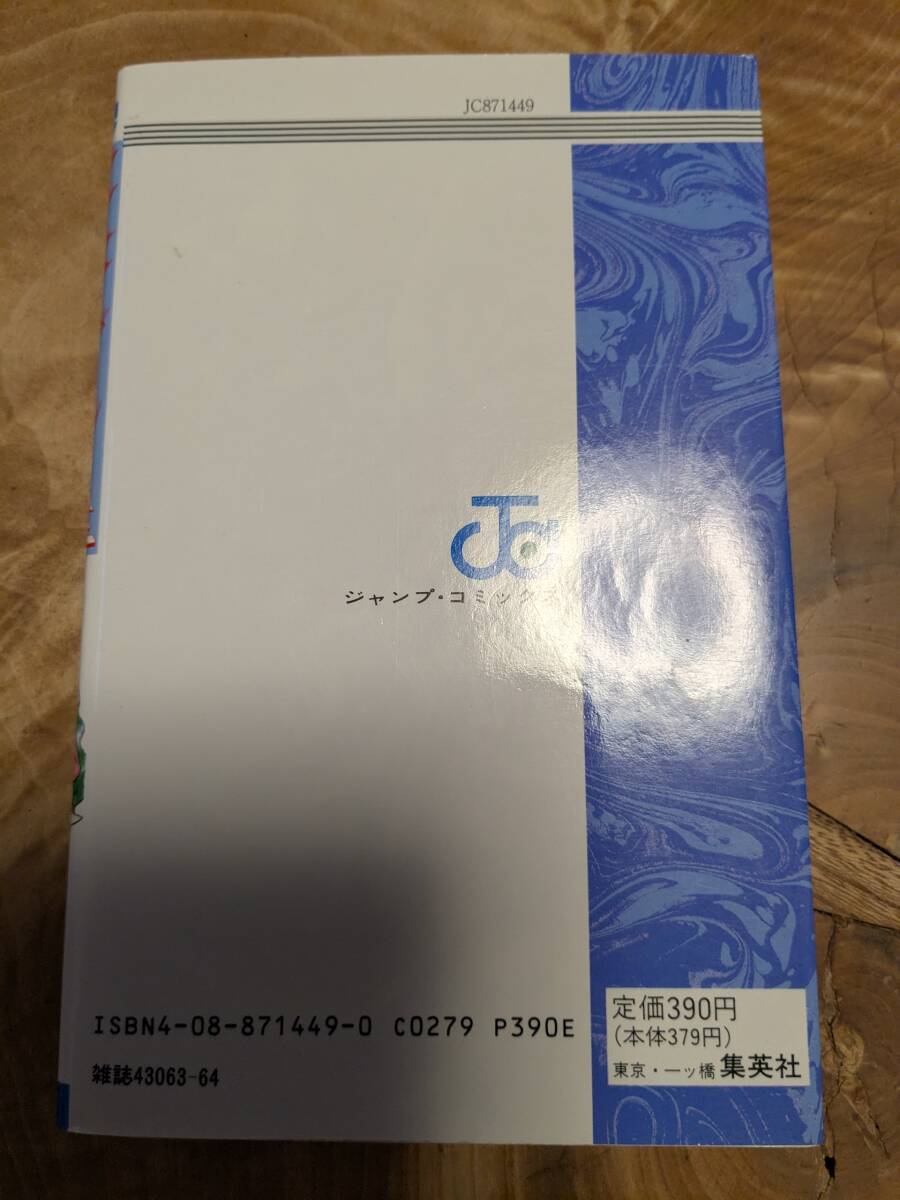 JC871449
ジャンプ・コミックス
ISBN4-08-871449-0 C0279 P390E
雑誌43063-64
定価390円
(本体379円)
東京・一ツ橋 集英社